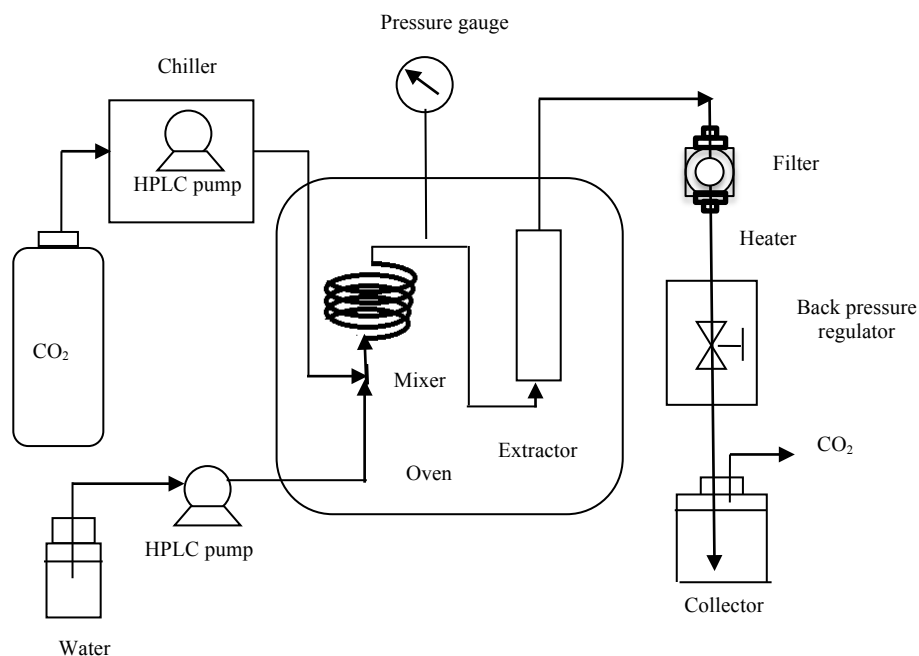 Pressure gauge
Chiller
HPLC pump
Filter
Heater
Back pressure
regulator
CO₂
Mixer
Extractor
Oven
CO₂
HPLC pump
Collector
Water